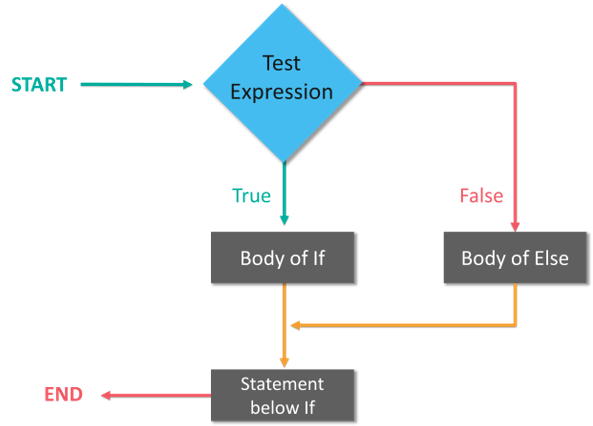 Test
Expression
START
True
False
Body of If
Body of Else
Statement
below If
END